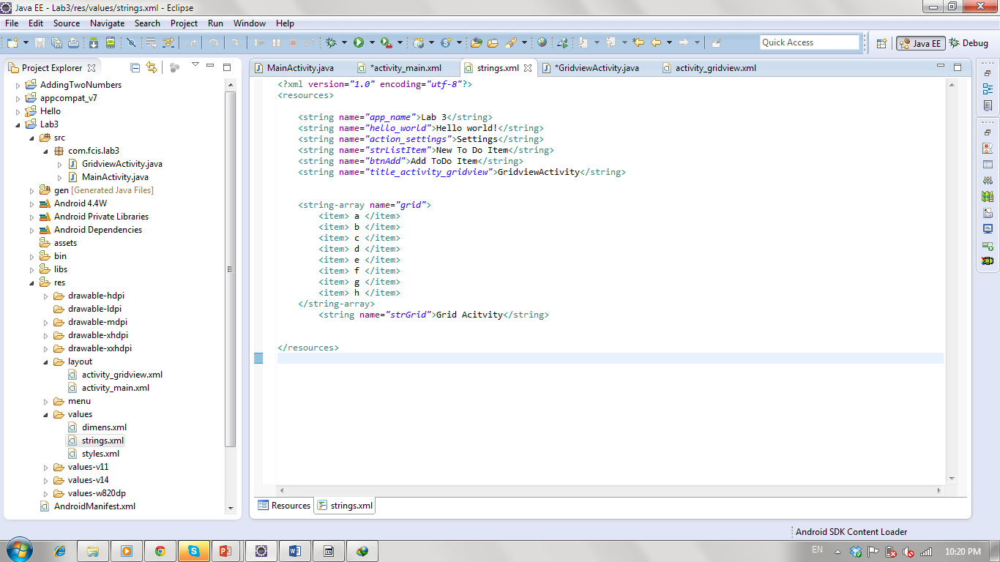 Java EE - Lab3/res/values/strings.xml - Eclipse
File Edit Source Navigate Search Project Run Window Help
Quick Access
Java EE
Debug
Project Explorer
AddingTwoNumbers
appcompat_v7
Hello
Lab3
src
com.fcis.lab3
GridviewActivity.java
MainActivity.java
gen [Generated Java Files]
Android 4.4W
Android Private Libraries
Android Dependencies
assets
bin
libs
res
drawable-hdpi
drawable-ldpi
drawable-mdpi
drawable-xhdpi
drawable-xxhdpi
layout
activity_gridview.xml
activity_main.xml
menu
values
dimens.xml
strings.xml
styles.xml
values-v11
values-v14
values-w820dp
AndroidManifest.xml
MainActivity.java *activity_main.xml strings.xml *GridviewActivity.java activity_gridview.xml
<?xml version="1.0" encoding="utf-8"?>
<resources>
<string name="app_name">Lab 3</string>
<string name="hello_world">Hello world!</string>
<string name="action_settings">Settings</string>
<string name="strListItem">New To Do Item</string>
<string name="btnAdd">Add ToDo Item</string>
<string name="title_activity_gridview">GridviewActivity</string>
<string-array name="grid">
<item> a </item>
<item> b </item>
<item> c </item>
<item> d </item>
<item> e </item>
<item> f </item>
<item> g </item>
<item> h </item>
</string-array>
<string name="strGrid">Grid Acitvity</string>
</resources>
Resources strings.xml
Android SDK Content Loader
EN
10:20 PM